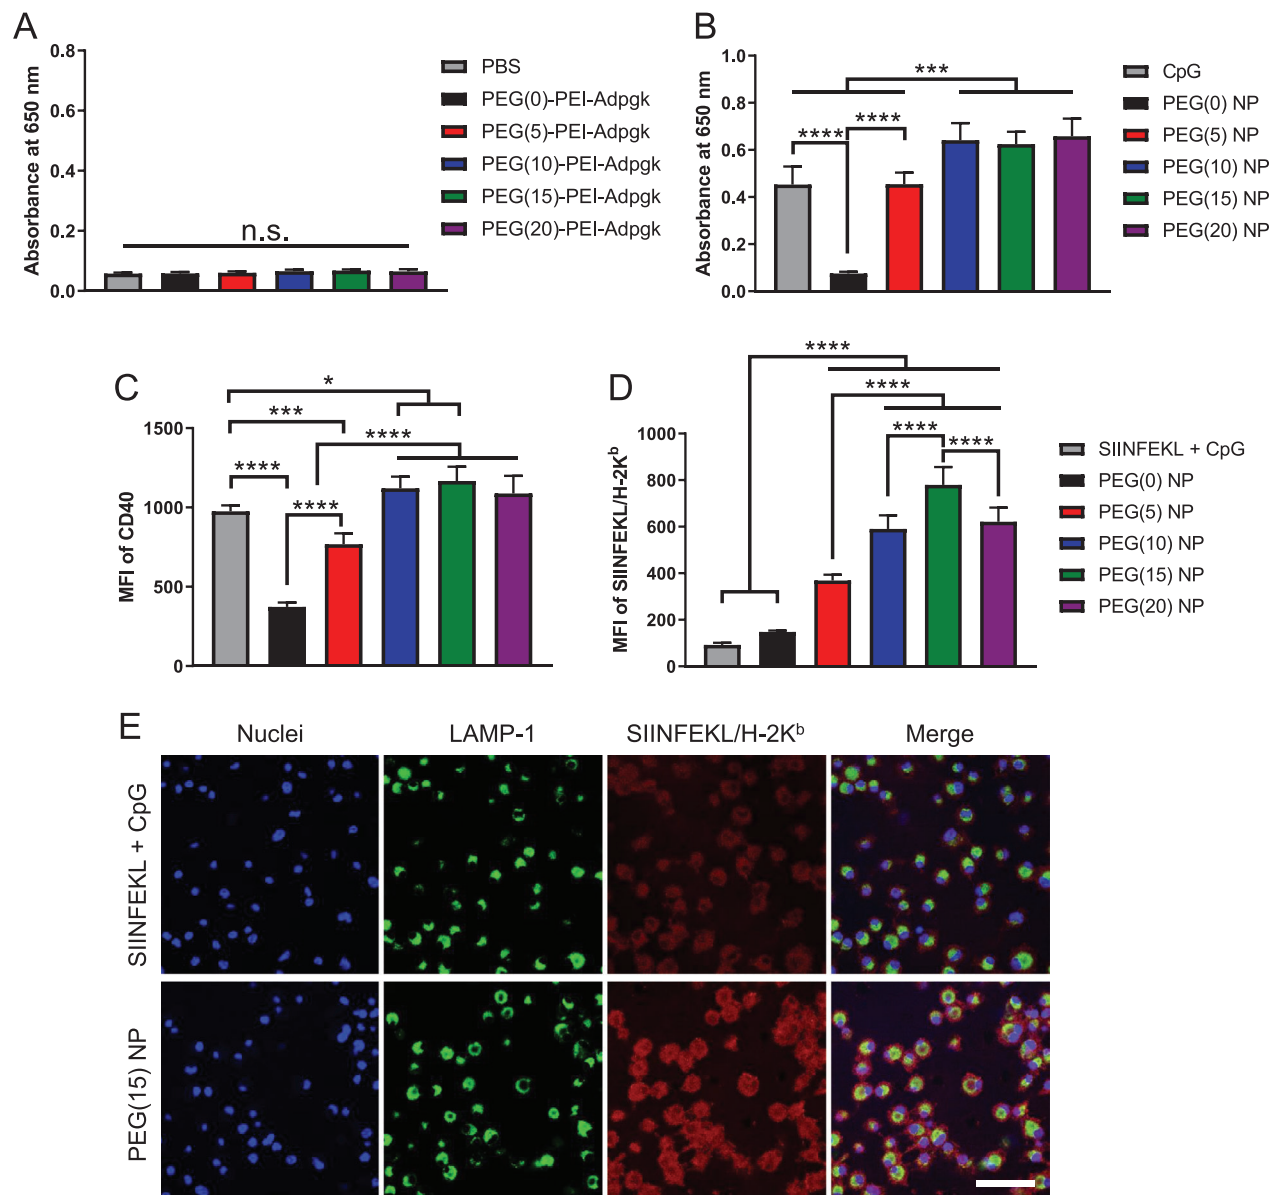 A
Absorbance at 650 nm
0.8
0.6
0.4
0.2
0.0
n.s.
PBS
PEG(0)-PEI-Adpgk
PEG(5)-PEI-Adpgk
PEG(10)-PEI-Adpgk
PEG(15)-PEI-Adpgk
PEG(20)-PEI-Adpgk
B
Absorbance at 650 nm
1.0
0.8
0.6
0.4
0.2
0.0
***
**** ****
CpG
PEG(0) NP
PEG(5) NP
PEG(10) NP
PEG(15) NP
PEG(20) NP
C
MFI of CD40
1500
1000
500
0
*
***
****
****
****
D
MFI of SIINFEKL/H-2Kᵇ
1000
800
600
400
200
0
****
****
**** ****
SIINFEKL + CpG
PEG(0) NP
PEG(5) NP
PEG(10) NP
PEG(15) NP
PEG(20) NP
E
Nuclei LAMP-1 SIINFEKL/H-2Kᵇ Merge
SIINFEKL + CpG
PEG(15) NP